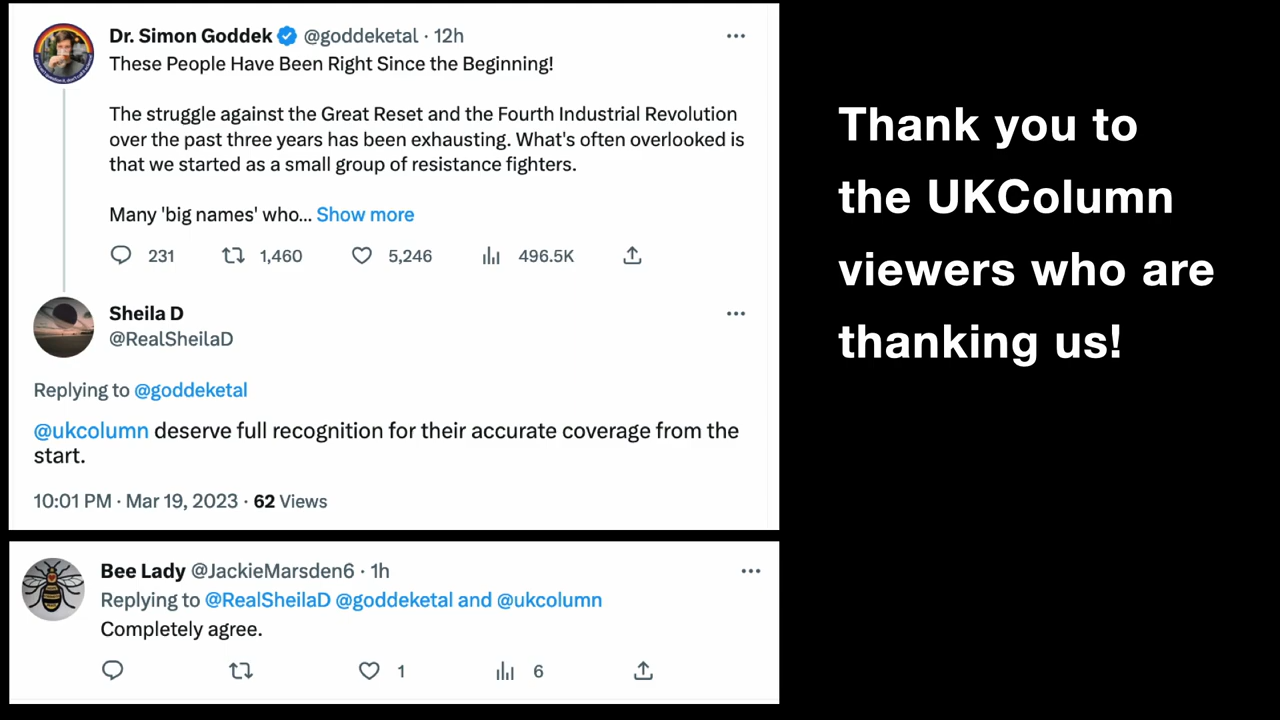 Dr. Simon Goddek @goddeketal · 12h
These People Have Been Right Since the Beginning!
The struggle against the Great Reset and the Fourth Industrial Revolution
over the past three years has been exhausting. What's often overlooked is
that we started as a small group of resistance fighters.
Many 'big names' who... Show more
231 1,460 5,246 496.5K
Sheila D
@RealSheilaD
Replying to @goddeketal
@ukcolumn deserve full recognition for their accurate coverage from the
start.
10:01 PM · Mar 19, 2023 · 62 Views
Bee Lady @JackieMarsden6 · 1h
Replying to @RealSheilaD @goddeketal and @ukcolumn
Completely agree.
1 6
Thank you to
the UKColumn
viewers who are
thanking us!